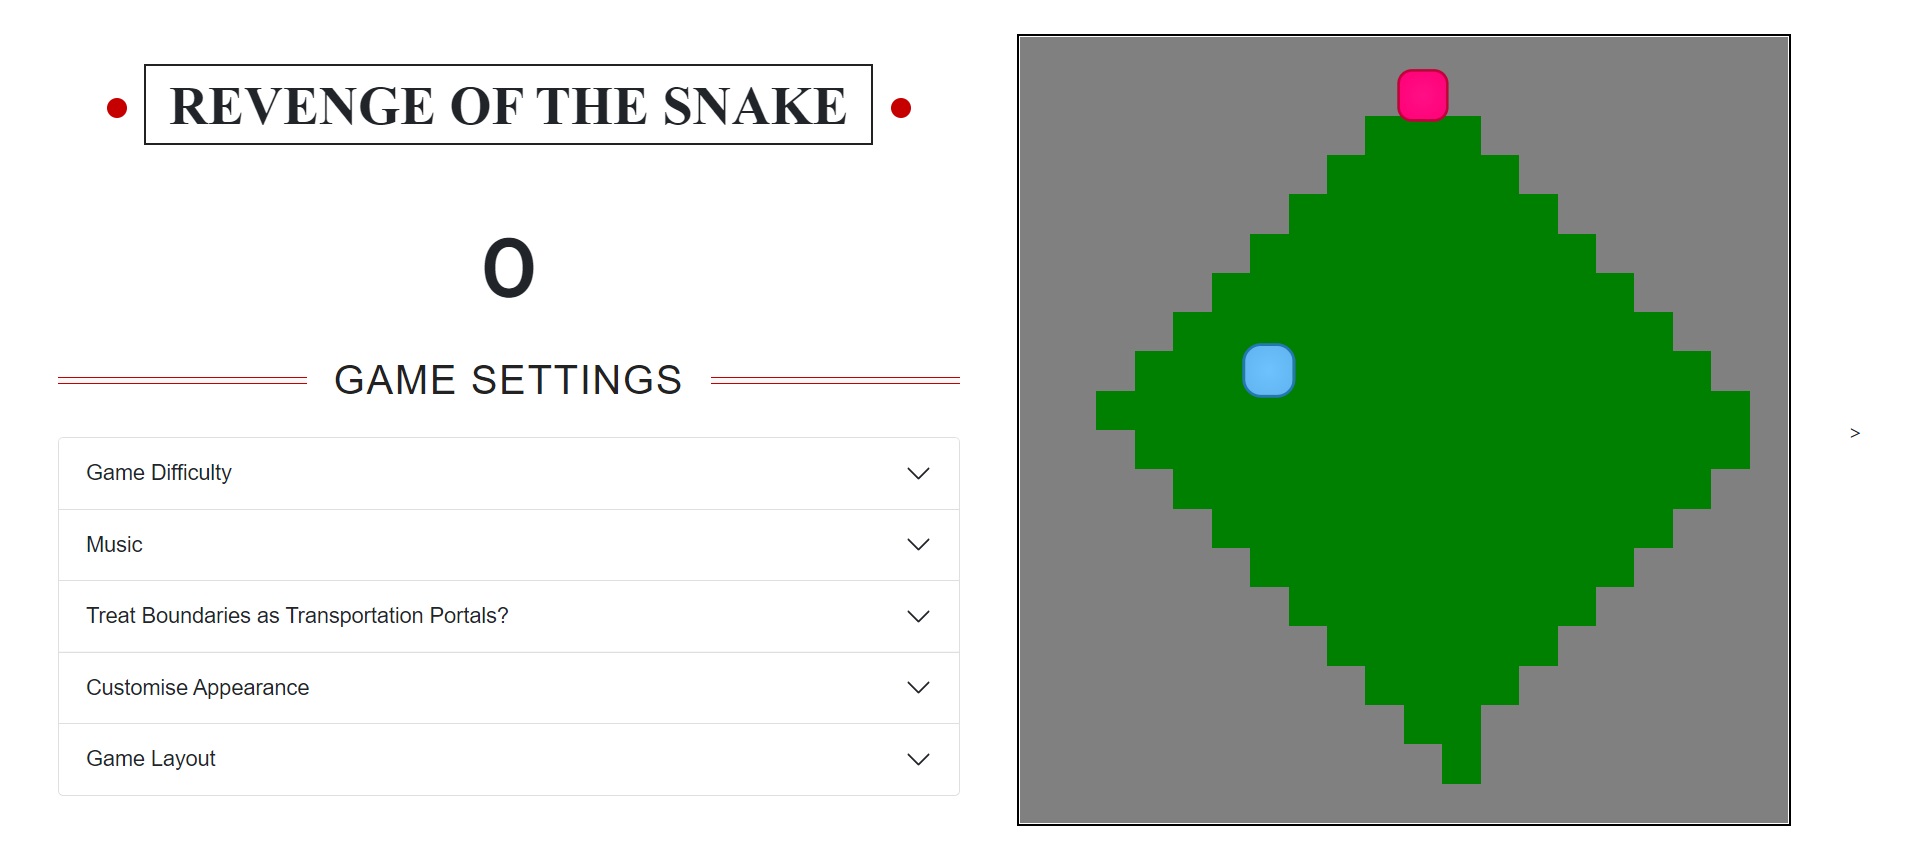 REVENGE OF THE SNAKE
0
GAME SETTINGS
Game Difficulty
Music
Treat Boundaries as Transportation Portals?
Customise Appearance
Game Layout
>